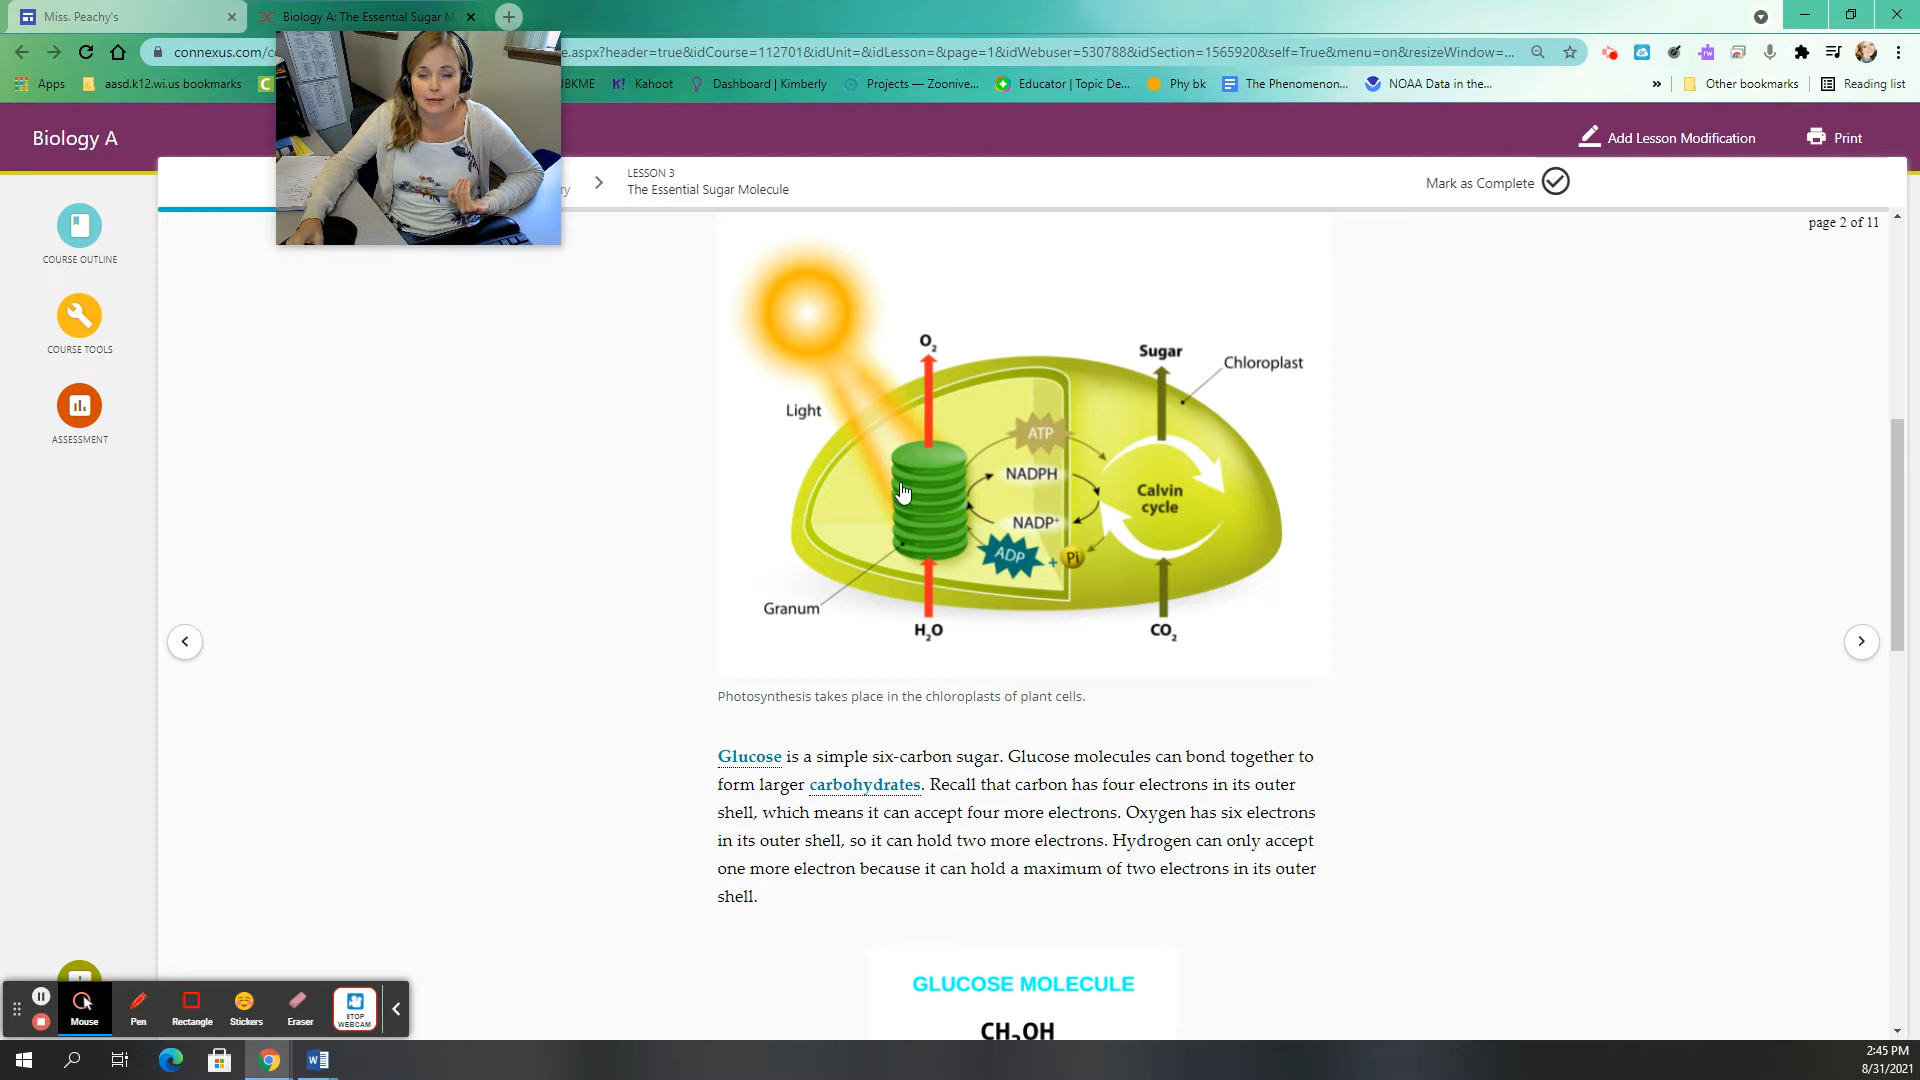 Miss. Peachy's
Biology A: The Essential Sugar M
connexus.com/c
e.aspx?header=true&idCourse=112701&idUnit=&idLesson=&page=1&idWebuser=530788&idSection=1565920&self=True&menu=on&resizeWindow=...
Apps
aasd.k12.wi.us bookmarks
JBKME
Kahoot
Dashboard | Kimberly
Projects — Zoonive...
Educator | Topic De...
Phy bk
The Phenomenon...
NOAA Data in the...
»
Other bookmarks
Reading list
Biology A
Add Lesson Modification
Print
ry
LESSON 3
The Essential Sugar Molecule
Mark as Complete
page 2 of 11
COURSE OUTLINE
COURSE TOOLS
ASSESSMENT
O₂
Sugar
Chloroplast
Light
ATP
NADPH
Calvin
cycle
NADP⁺
ADP + Pi
Granum
H₂O
CO₂
Photosynthesis takes place in the chloroplasts of plant cells.
Glucose is a simple six-carbon sugar. Glucose molecules can bond together to
form larger carbohydrates. Recall that carbon has four electrons in its outer
shell, which means it can accept four more electrons. Oxygen has six electrons
in its outer shell, so it can hold two more electrons. Hydrogen can only accept
one more electron because it can hold a maximum of two electrons in its outer
shell.
GLUCOSE MOLECULE
CH₂OH
Mouse
Pen
Rectangle
Stickers
Eraser
STOP
WEBCAM
2:45 PM
8/31/2021